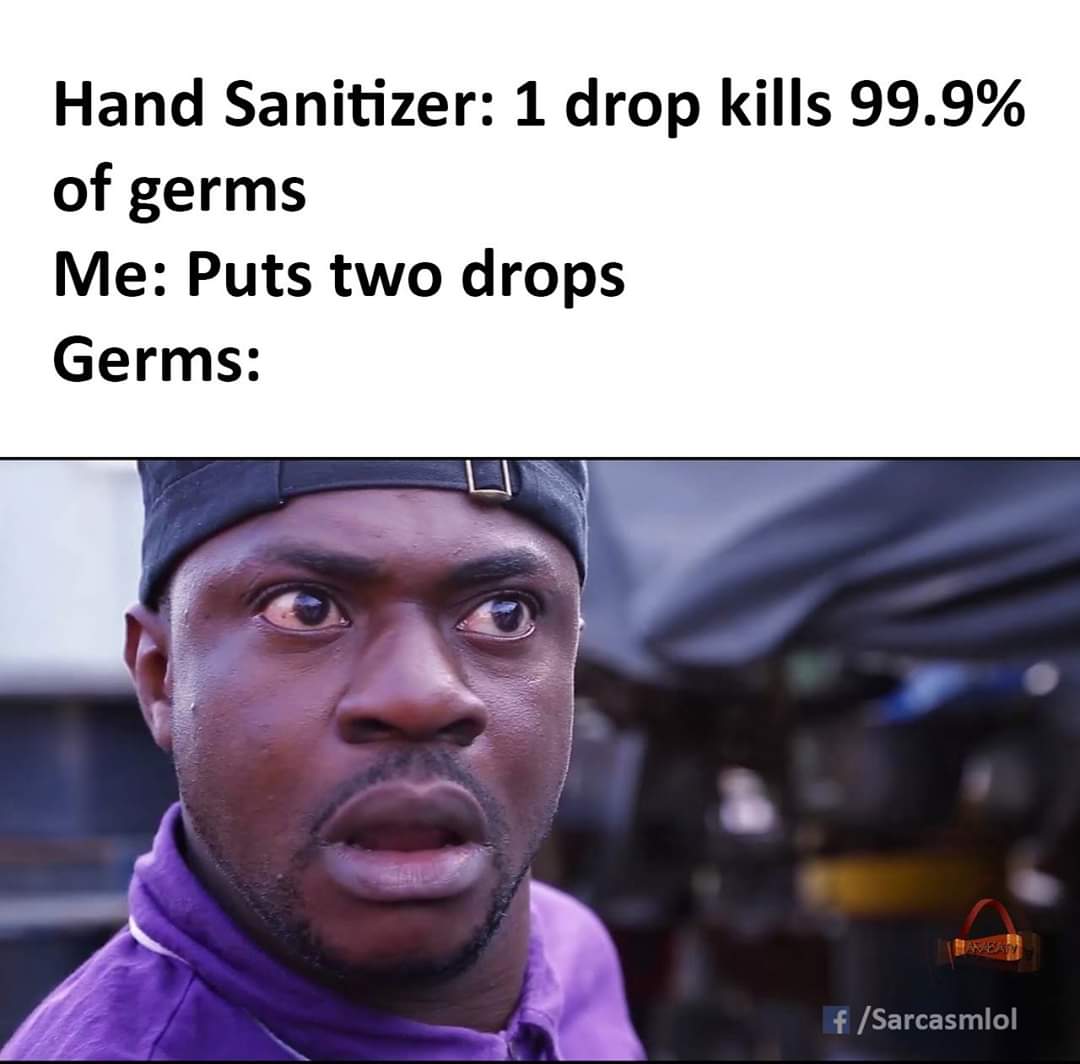 Hand Sanitizer: 1 drop kills 99.9%
of germs
Me: Puts two drops
Germs:
f /Sarcasmlol